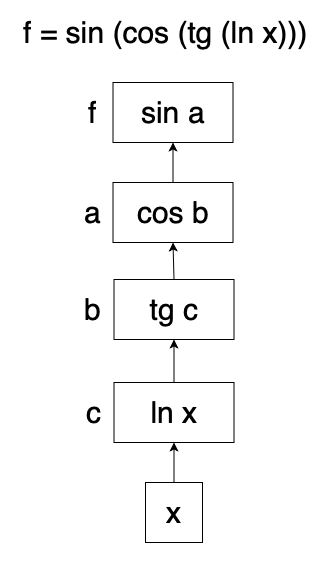 f = sin (cos (tg (ln x)))
f sin a
a cos b
b tg c
c ln x
x